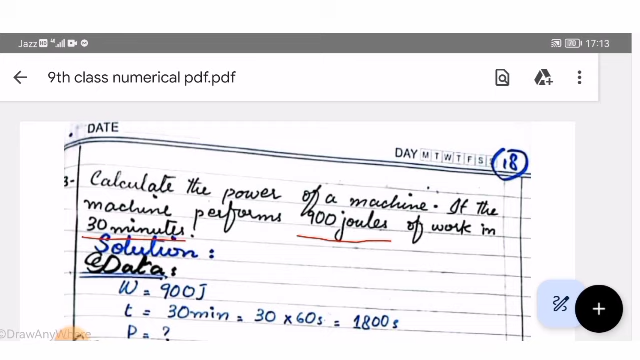 Jazz HD 17:13
9th class numerical pdf.pdf
DATE
DAY M T W T F S
18
3- Calculate the power of a machine. If the
machine performs 900 joules of work in
30 minutes.
Solution:
Data:
W = 900J
t = 30min = 30 × 60s = 1800s
P = ?
©DrawAnyWhere